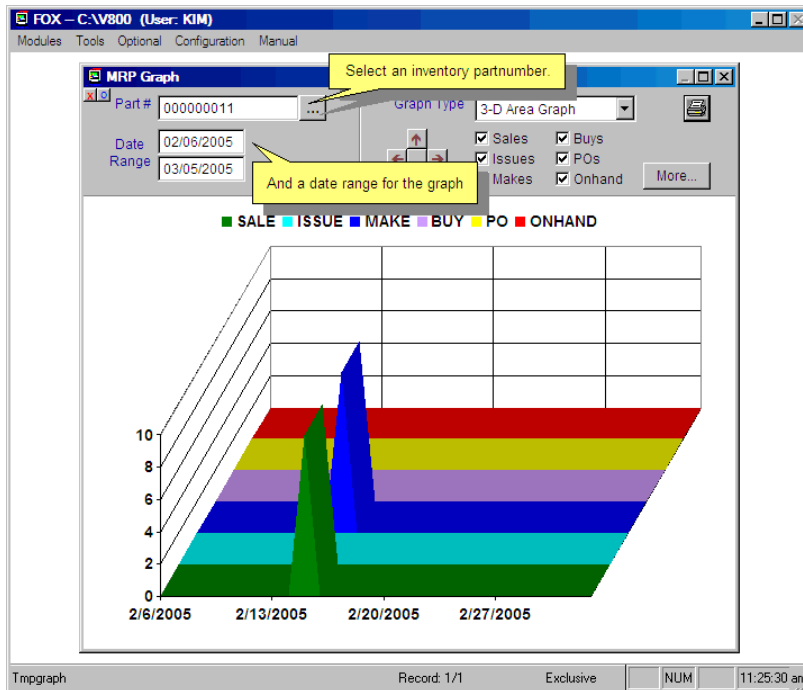 FOX – C:\V800 (User: KIM)
Modules Tools Optional Configuration Manual
MRP Graph
Select an inventory partnumber.
Part # 000000011 ...
Graph Type 3-D Area Graph
Date Range
02/06/2005
03/05/2005
And a date range for the graph
Sales Buys
Issues POs
Makes Onhand
More...
SALE ISSUE MAKE BUY PO ONHAND
10
8
6
4
2
0
2/6/2005 2/13/2005 2/20/2005 2/27/2005
Tmpgraph Record: 1/1 Exclusive NUM 11:25:30 am